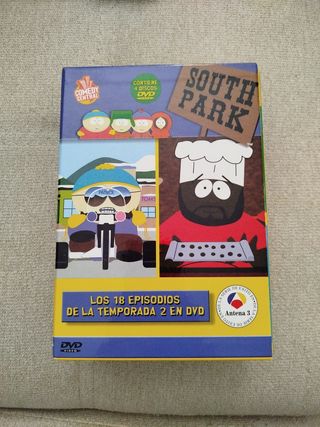 COMEDY
CENTRAL
CONTIENE
4 DISCOS
DVD
SOUTH
PARK
LOS 18 EPISODIOS
DE LA TEMPORADA 2 EN DVD
Antena 3
DVD
VIDEO